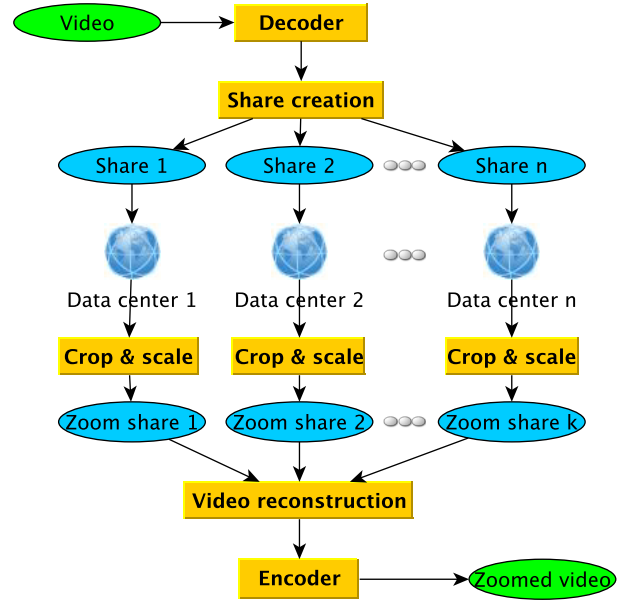 Video
Decoder
Share creation
Share 1
Share 2
Share n
Data center 1
Data center 2
Data center n
Crop & scale
Crop & scale
Crop & scale
Zoom share 1
Zoom share 2
Zoom share k
Video reconstruction
Encoder
Zoomed video